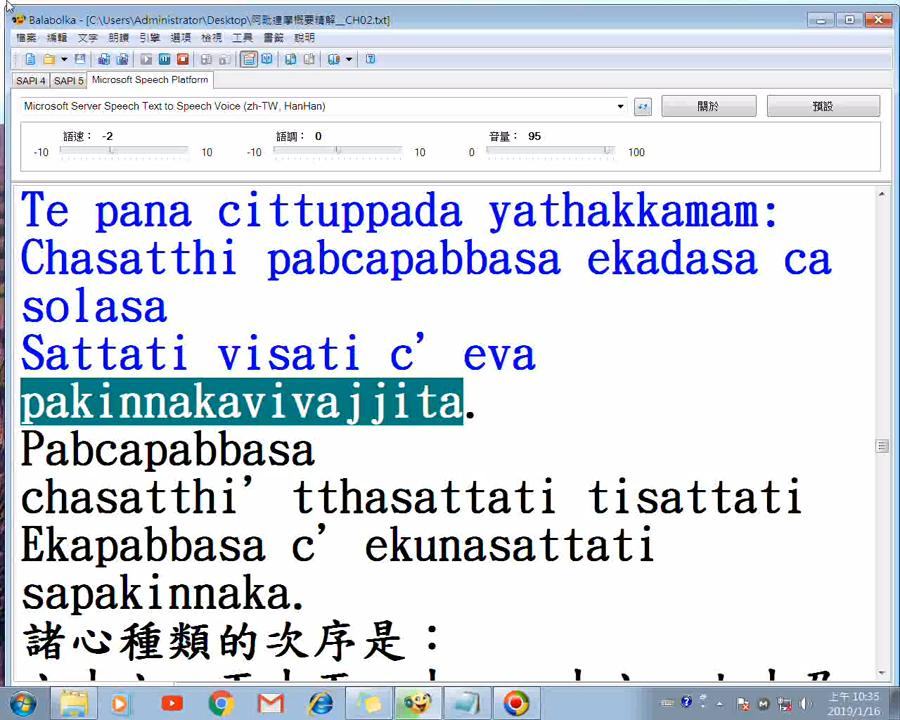 Balabolka - [C:\Users\Administrator\Desktop\阿毗達摩概要精解__CH02.txt]
檔案 編輯 文字 朗讀 引擎 選項 檢視 工具 書籤 說明
SAPI 4 SAPI 5 Microsoft Speech Platform
Microsoft Server Speech Text to Speech Voice (zh-TW, HanHan) 關於 預設
語速： -2 語調： 0 音量： 95
-10 10 -10 10 0 100
Te pana cittuppada yathakkamam:
Chasatthi pabcapabbasa ekadasa ca
solasa
Sattati visati c’ eva
pakinnakavivajjita.
Pabcapabbasa
chasatthi’ tthasattati tisattati
Ekapabbasa c’ ekunasattati
sapakinnaka.
諸心種類的次序是：
上午 10:35
2019/1/16